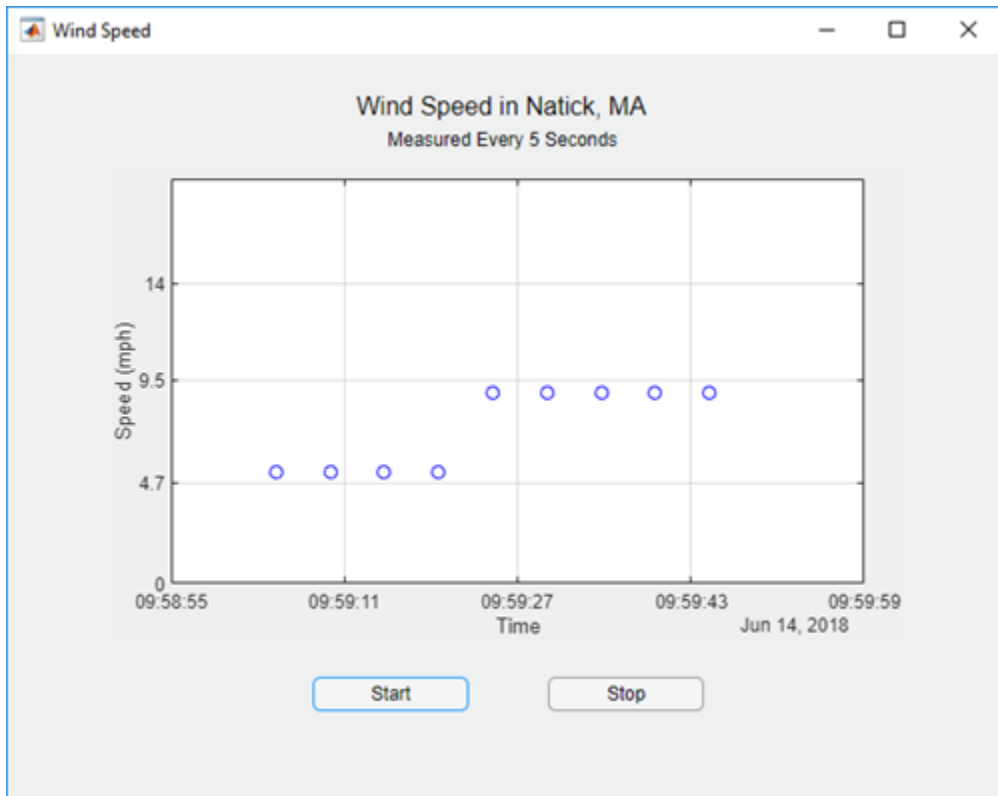 Wind Speed
Wind Speed in Natick, MA
Measured Every 5 Seconds
14
9.5
4.7
0
Speed (mph)
09:58:55 09:59:11 09:59:27 09:59:43 09:59:59
Time
Jun 14, 2018
Start Stop